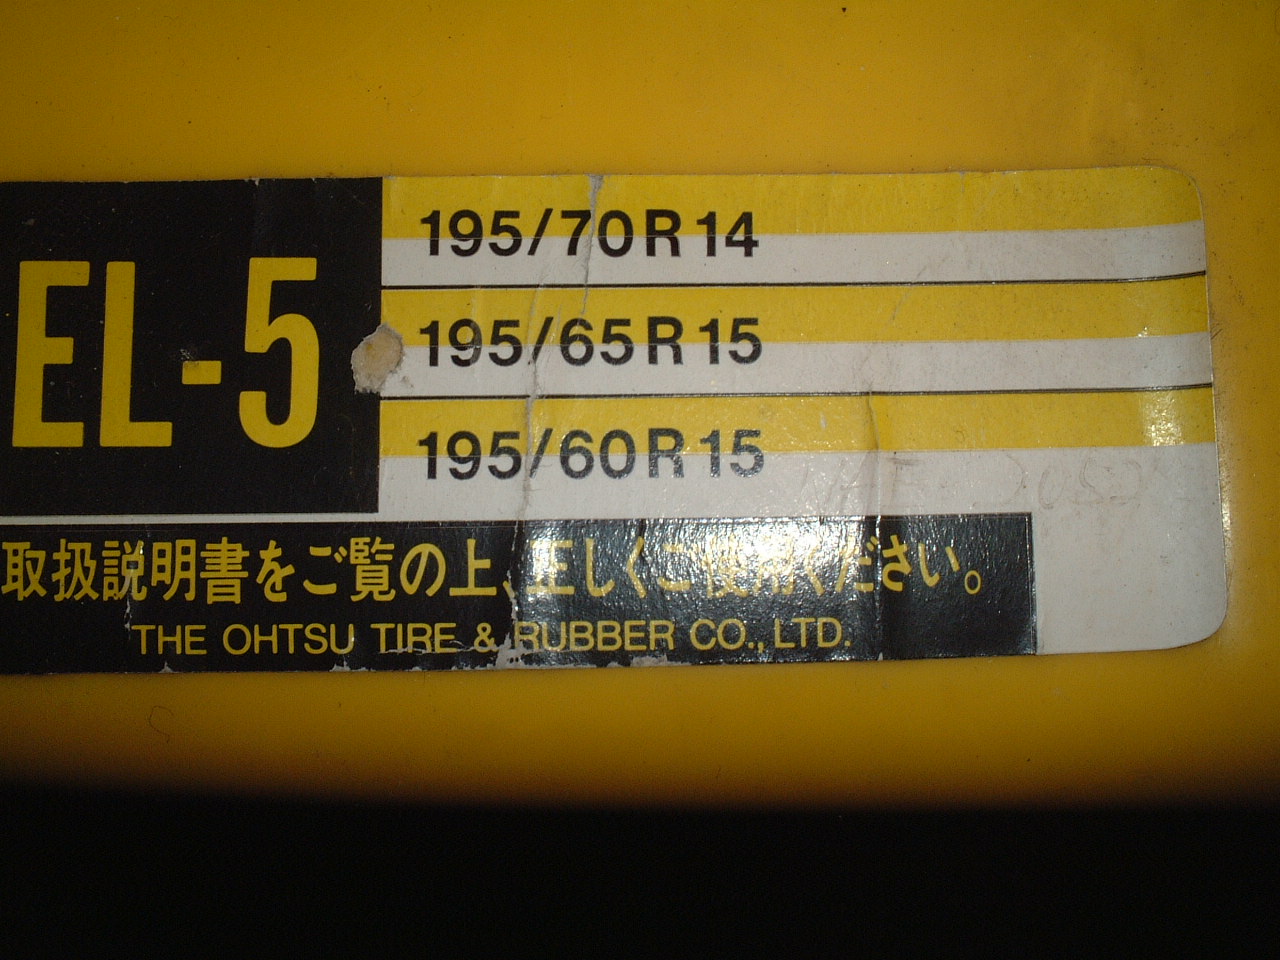 EL-5
195/70R14
195/65R15
195/60R15
取扱説明書をご覧の上、正しくご使用ください。
THE OHTSU TIRE & RUBBER CO., LTD.